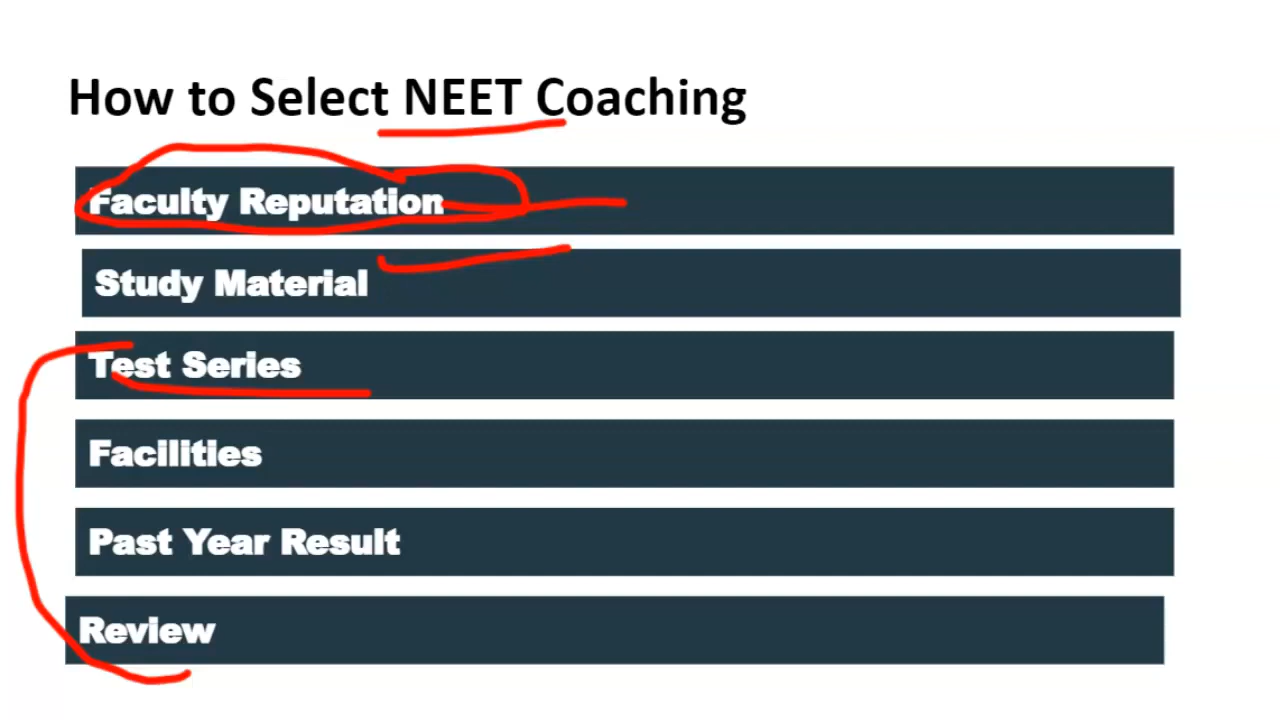 How to Select NEET Coaching
Faculty Reputation
Study Material
Test Series
Facilities
Past Year Result
Review